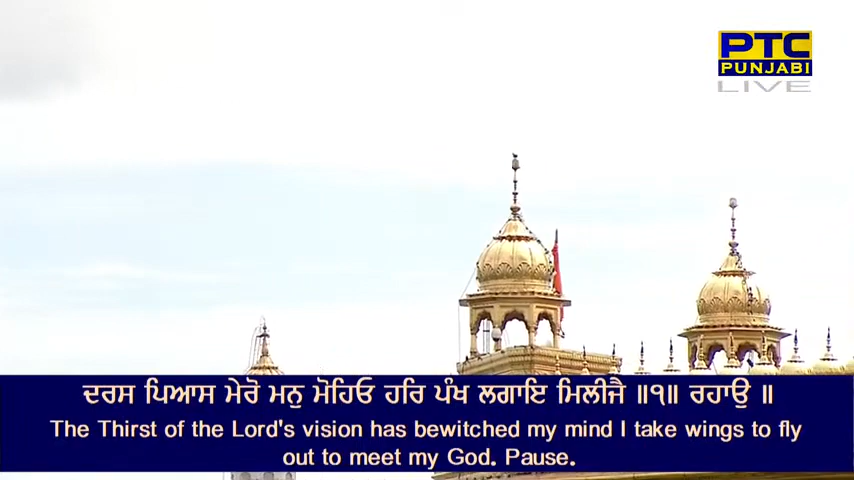 PTC
PUNJABI
LIVE
ਦਰਸ ਪਿਆਸ ਮੇਰੋ ਮਨੁ ਮੋਹਿਓ ਹਰਿ ਪੰਖ ਲਗਾਇ ਮਿਲੀਜੈ ॥੧॥ ਰਹਾਉ ॥
The Thirst of the Lord's vision has bewitched my mind I take wings to fly
out to meet my God. Pause.